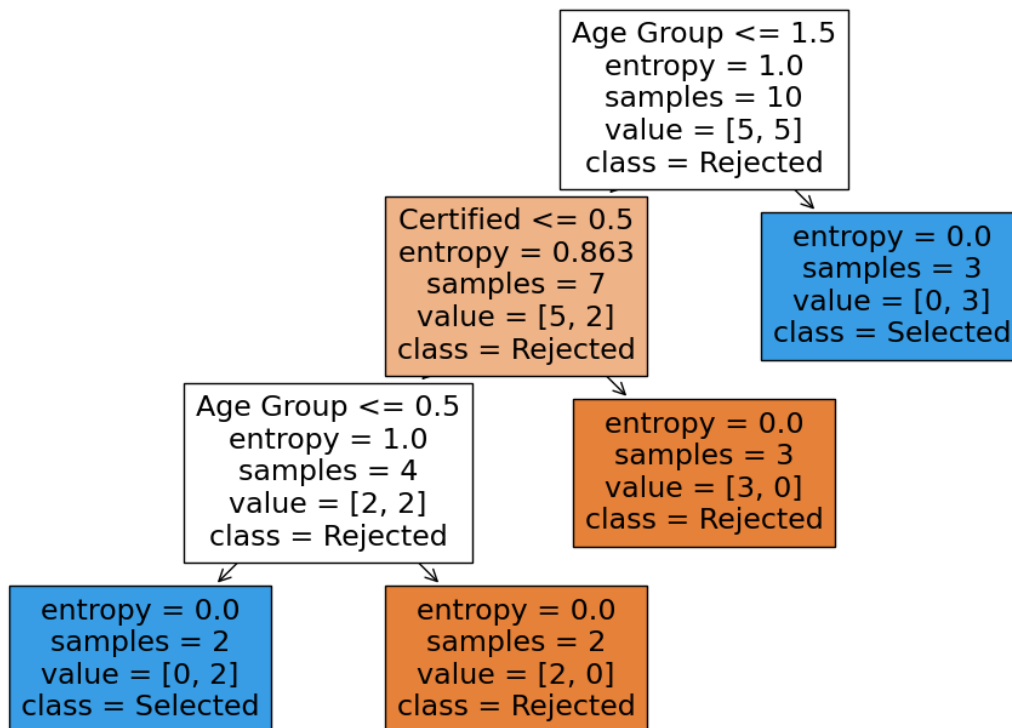 Age Group <= 1.5
entropy = 1.0
samples = 10
value = [5, 5]
class = Rejected
Certified <= 0.5
entropy = 0.863
samples = 7
value = [5, 2]
class = Rejected
entropy = 0.0
samples = 3
value = [0, 3]
class = Selected
Age Group <= 0.5
entropy = 1.0
samples = 4
value = [2, 2]
class = Rejected
entropy = 0.0
samples = 3
value = [3, 0]
class = Rejected
entropy = 0.0
samples = 2
value = [0, 2]
class = Selected
entropy = 0.0
samples = 2
value = [2, 0]
class = Rejected